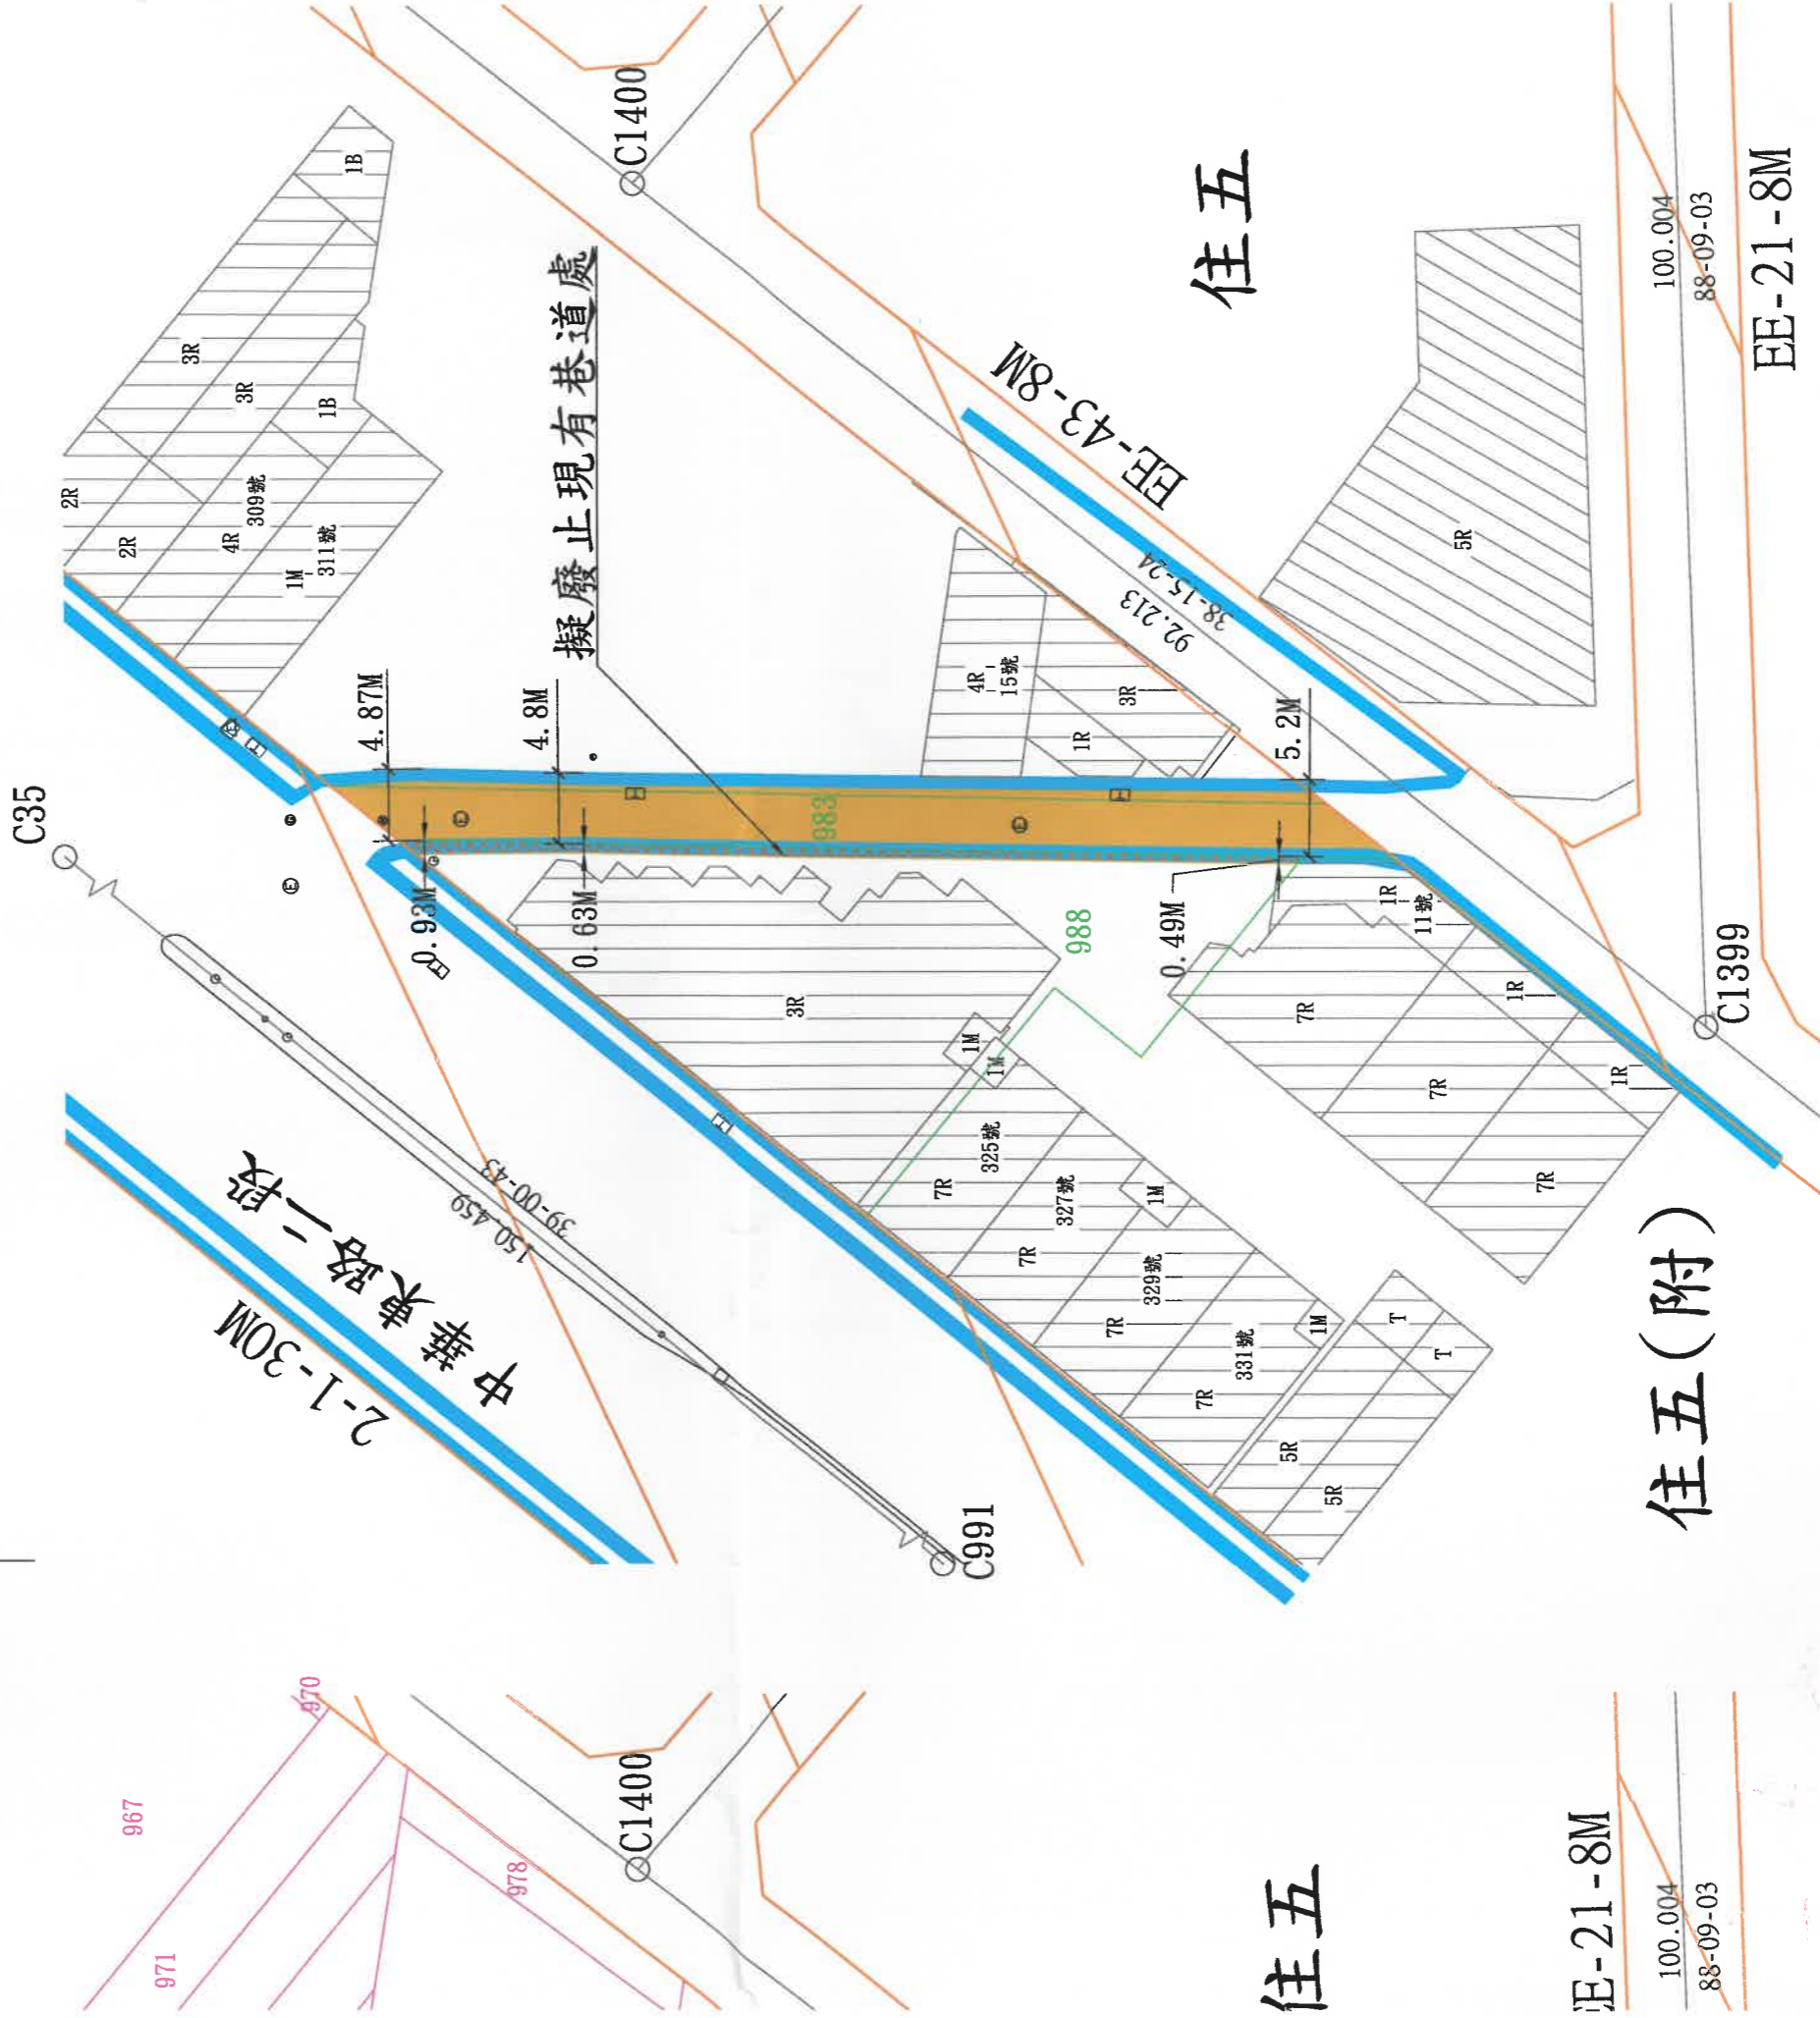 C35
2-1-30M
中華東路二段
150.459
39-00-43
C991
2R
2R
3R
3R
1B
1B
4R
309號
1M
311號
C1400
4.87M
4.8M
擬廢止現有巷道處
0.93M
0.63M
983
988
0.49M
5.2M
4R
15號
3R
1R
EE-43-8M
92.213
38-15-24
住五
5R
100.004
88-09-03
EE-21-8M
3R
1M
1M
325號
7R
327號
7R
1M
329號
7R
331號
7R
1M
T
T
5R
5R
1R
11號
7R
1R
7R
1R
7R
C1399
住五(附)
967
970
971
978
C1400
住五
EE-21-8M
100.004
88-09-03